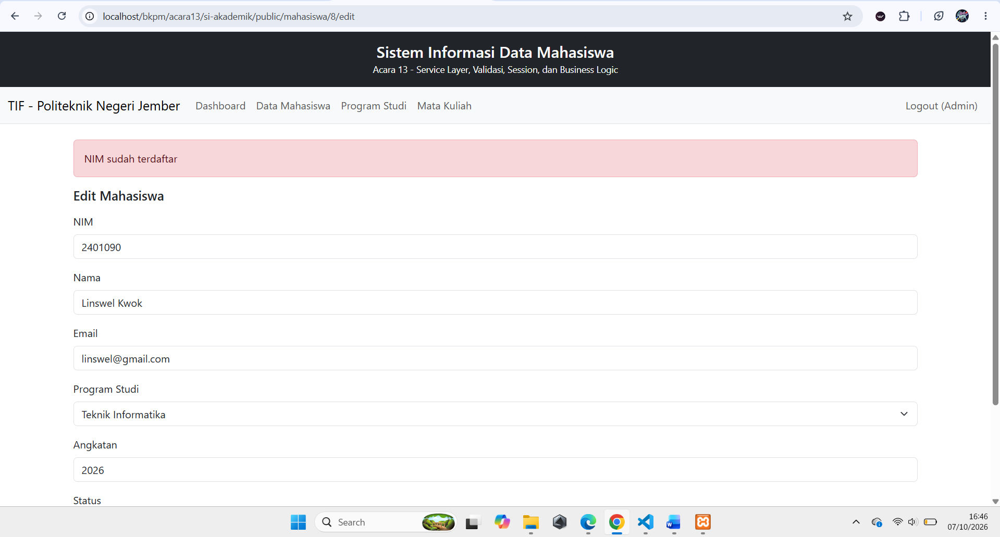 localhost/bkpm/acara13/si-akademik/public/mahasiswa/8/edit
Sistem Informasi Data Mahasiswa
Acara 13 - Service Layer, Validasi, Session, dan Business Logic
TIF - Politeknik Negeri Jember Dashboard Data Mahasiswa Program Studi Mata Kuliah Logout (Admin)
NIM sudah terdaftar
Edit Mahasiswa
NIM
2401090
Nama
Linswel Kwok
Email
linswel@gmail.com
Program Studi
Teknik Informatika
Angkatan
2026
Status
Search
16:46
07/10/2026